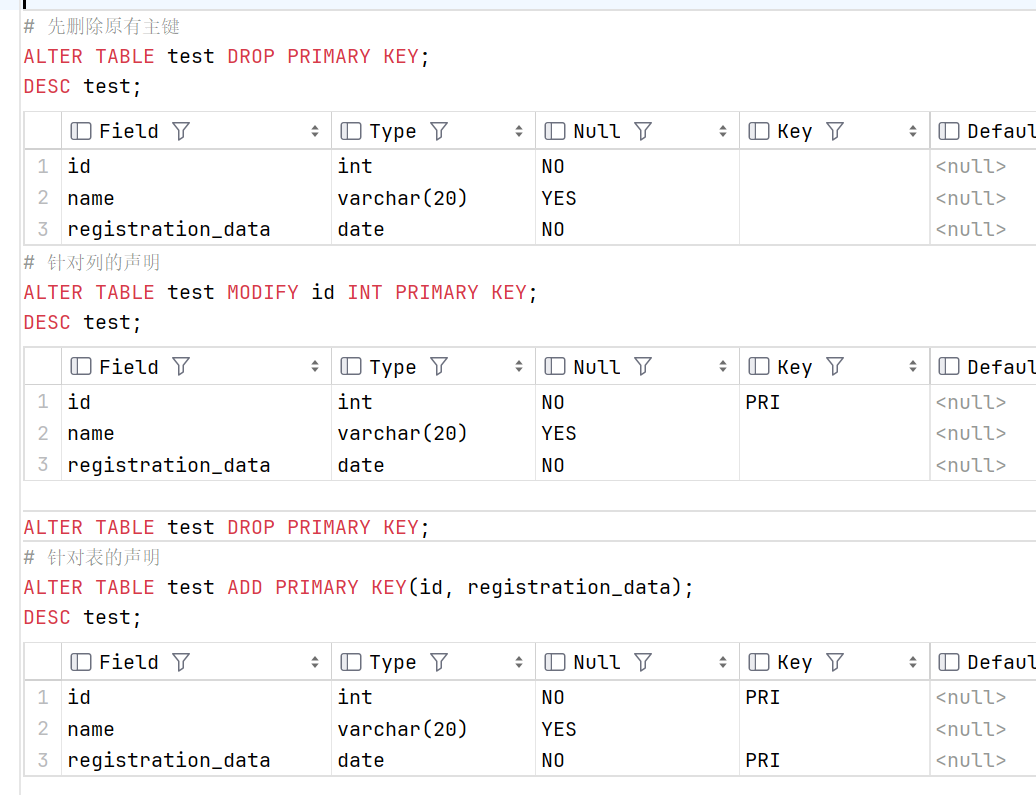 # 先删除原有主键
ALTER TABLE test DROP PRIMARY KEY;
DESC test;
Field Type Null Key Defaul
1 id int NO <null>
2 name varchar(20) YES <null>
3 registration_data date NO <null>
# 针对列的声明
ALTER TABLE test MODIFY id INT PRIMARY KEY;
DESC test;
Field Type Null Key Defaul
1 id int NO PRI <null>
2 name varchar(20) YES <null>
3 registration_data date NO <null>
ALTER TABLE test DROP PRIMARY KEY;
# 针对表的声明
ALTER TABLE test ADD PRIMARY KEY(id, registration_data);
DESC test;
Field Type Null Key Defaul
1 id int NO PRI <null>
2 name varchar(20) YES <null>
3 registration_data date NO PRI <null>